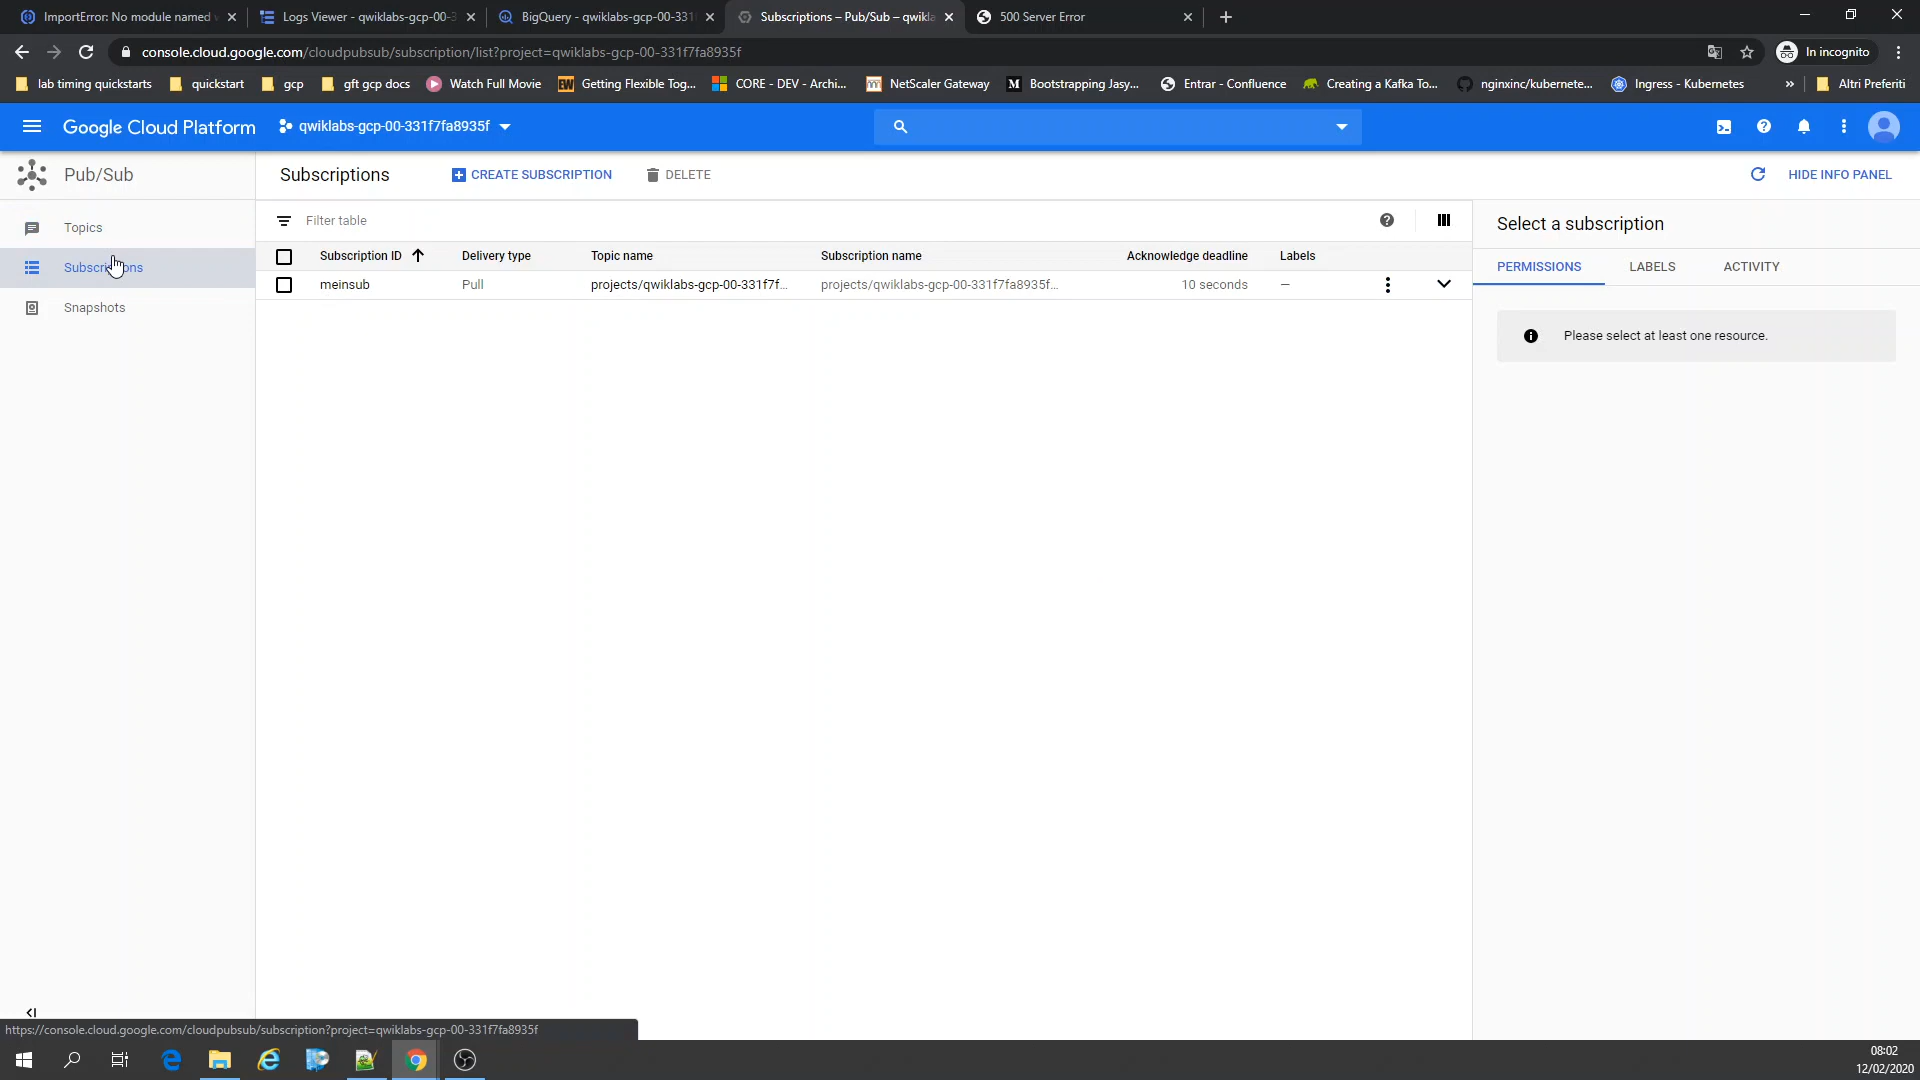 ImportError: No module named
Logs Viewer - qwiklabs-gcp-00-3
BigQuery - qwiklabs-gcp-00-331
Subscriptions – Pub/Sub – qwikla
500 Server Error
console.cloud.google.com/cloudpubsub/subscription/list?project=qwiklabs-gcp-00-331f7fa8935f
In incognito
lab timing quickstarts
quickstart
gcp
gft gcp docs
Watch Full Movie
Getting Flexible Tog...
CORE - DEV - Archi...
NetScaler Gateway
Bootstrapping Jasy...
Entrar - Confluence
Creating a Kafka To...
nginxinc/kubernete...
Ingress - Kubernetes
»
Altri Preferiti
Google Cloud Platform
qwiklabs-gcp-00-331f7fa8935f
Pub/Sub
Subscriptions
CREATE SUBSCRIPTION
DELETE
HIDE INFO PANEL
Topics
Subscriptions
Snapshots
Filter table
Subscription ID
Delivery type
Topic name
Subscription name
Acknowledge deadline
Labels
meinsub
Pull
projects/qwiklabs-gcp-00-331f7f...
projects/qwiklabs-gcp-00-331f7fa8935f...
10 seconds
—
Select a subscription
PERMISSIONS
LABELS
ACTIVITY
Please select at least one resource.
https://console.cloud.google.com/cloudpubsub/subscription?project=qwiklabs-gcp-00-331f7fa8935f
08:02
12/02/2020